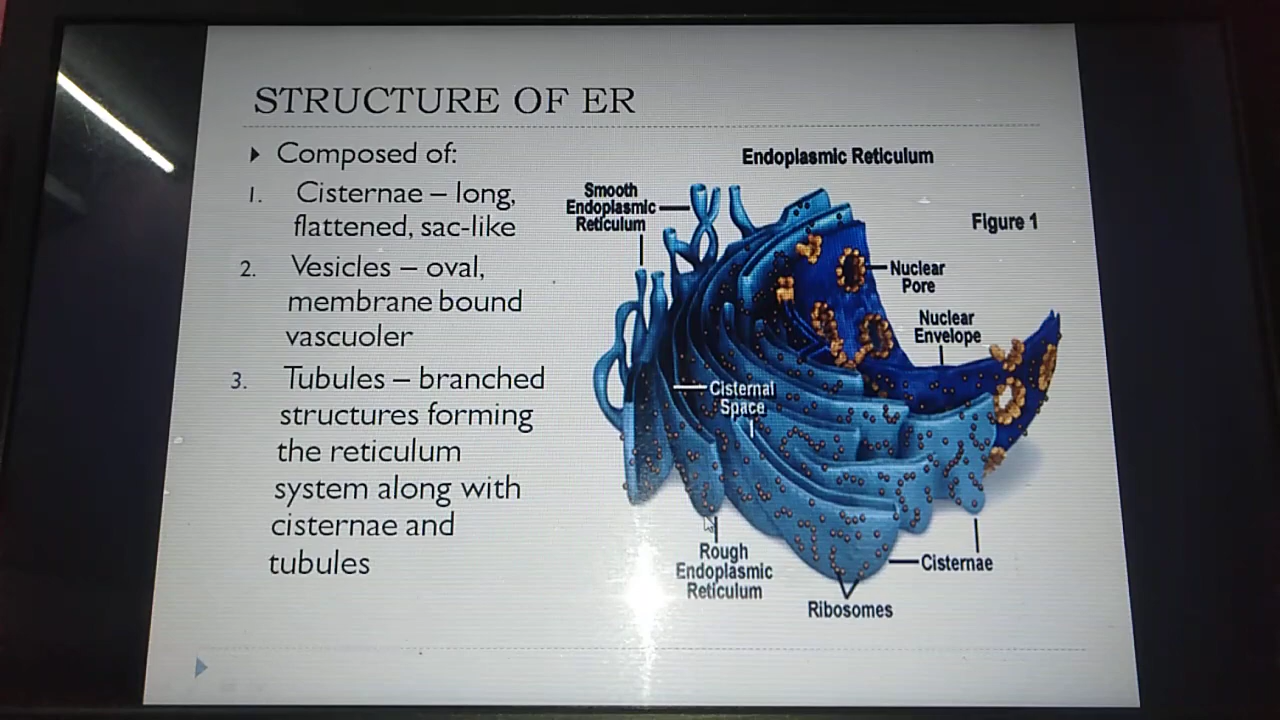 STRUCTURE OF ER
Composed of:
1. Cisternae – long,
flattened, sac-like
2. Vesicles – oval,
membrane bound
vascuoler
3. Tubules – branched
structures forming
the reticulum
system along with
cisternae and
tubules
Endoplasmic Reticulum
Smooth
Endoplasmic
Reticulum
Figure 1
Nuclear
Pore
Nuclear
Envelope
Cisternal
Space
Rough
Endoplasmic
Reticulum
Cisternae
Ribosomes